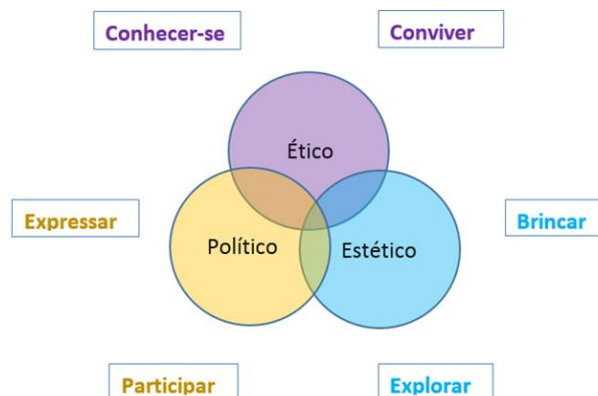 Conhecer-se
Conviver
Ético
Expressar
Brincar
Político
Estético
Participar
Explorar